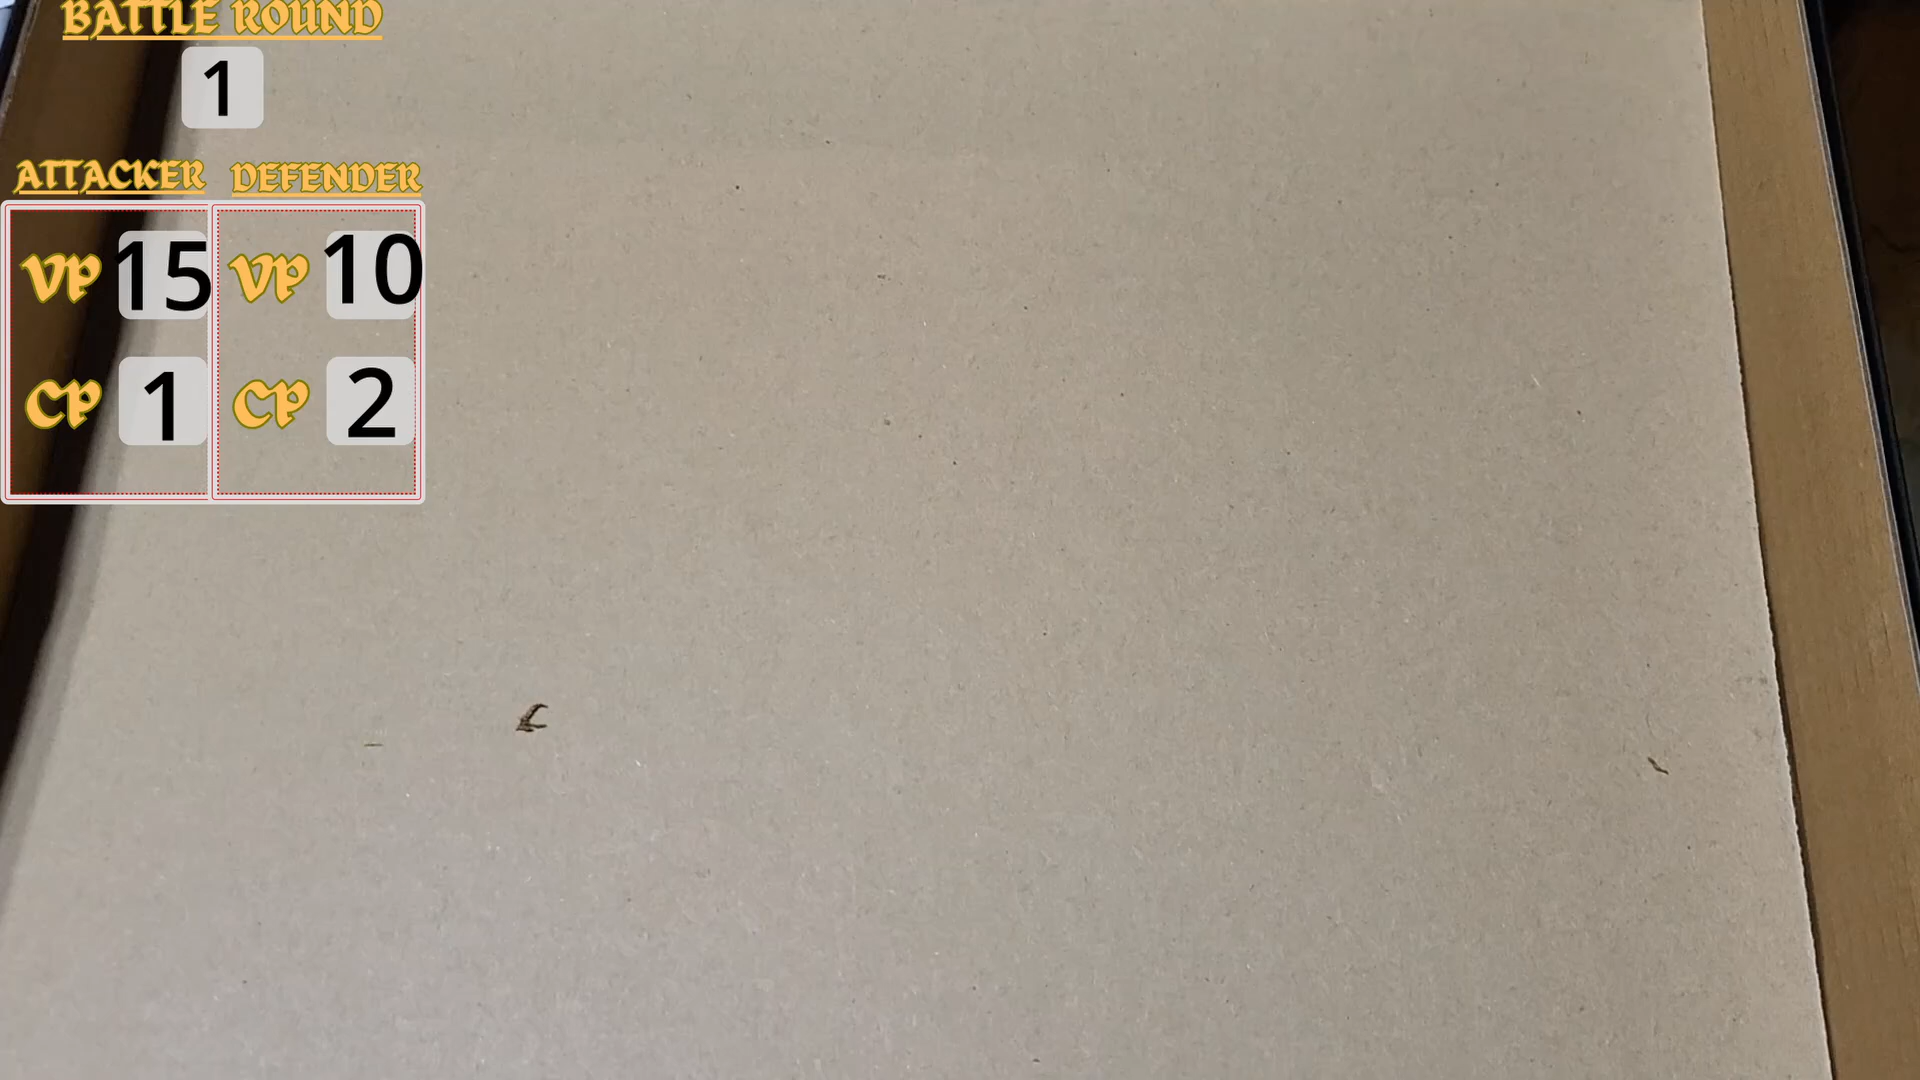 BATTLE ROUND
1
ATTACKER DEFENDER
VP 15 VP 10
CP 1 CP 2